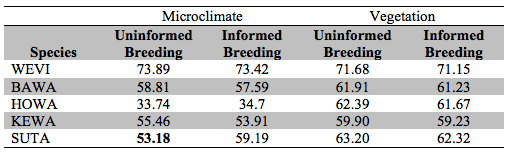 Microclimate Vegetation
Uninformed Informed Uninformed Informed
Species Breeding Breeding Breeding Breeding
WEVI 73.89 73.42 71.68 71.15
BAWA 58.81 57.59 61.91 61.23
HOWA 33.74 34.7 62.39 61.67
KEWA 55.46 53.91 59.90 59.23
SUTA 53.18 59.19 63.20 62.32